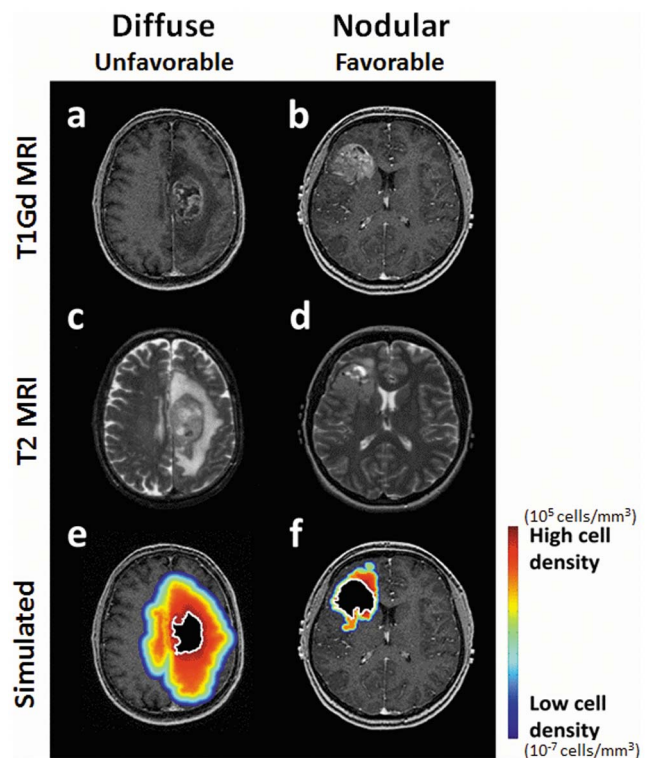 Diffuse
Unfavorable
Nodular
Favorable
T1Gd MRI
a
b
T2 MRI
c
d
Simulated
e
f
(10⁵ cells/mm³)
High cell
density
Low cell
density
(10⁻⁷ cells/mm³)